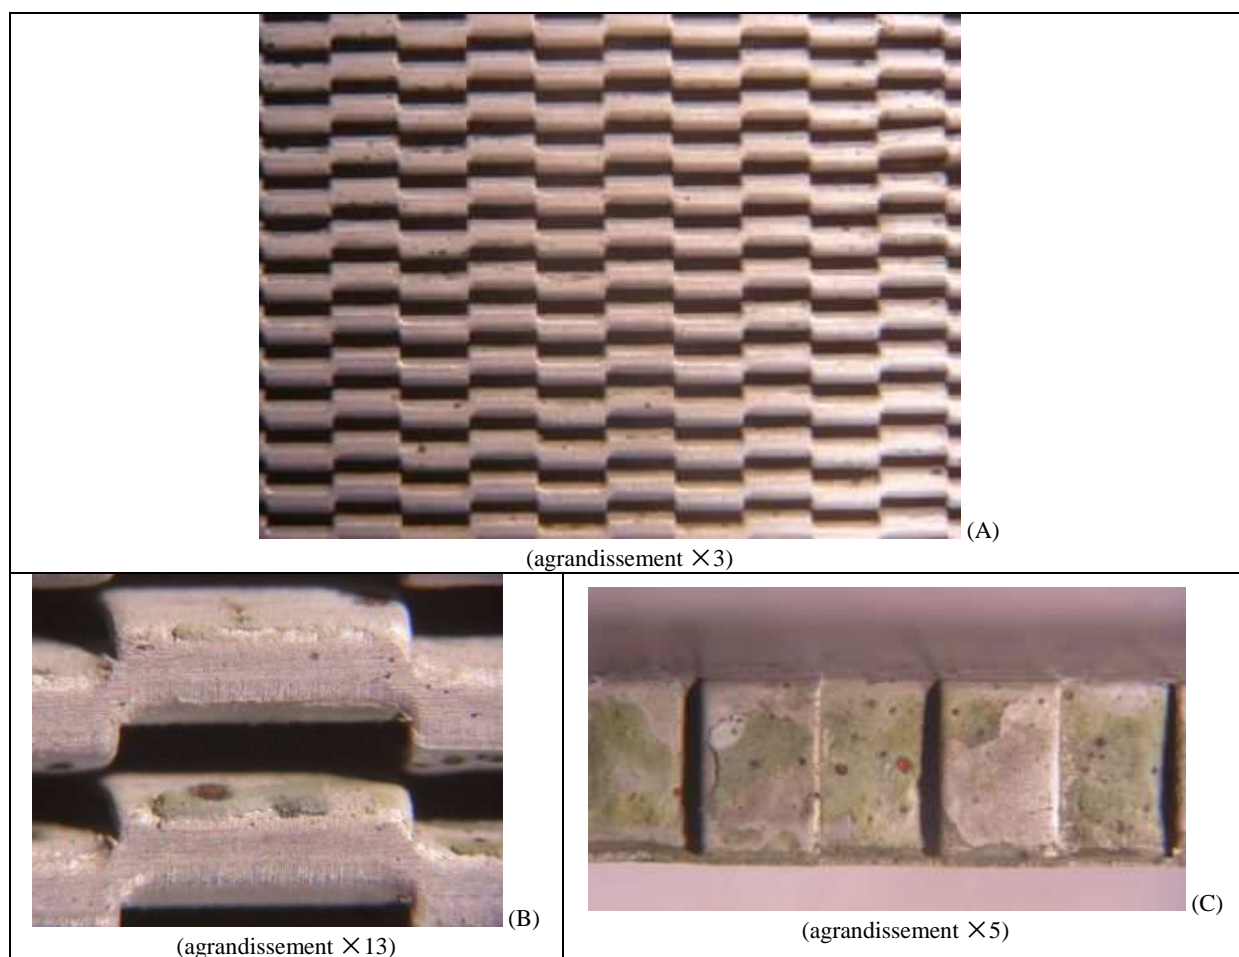 (A)
(agrandissement ×3)
(B)
(agrandissement ×13)
(C)
(agrandissement ×5)